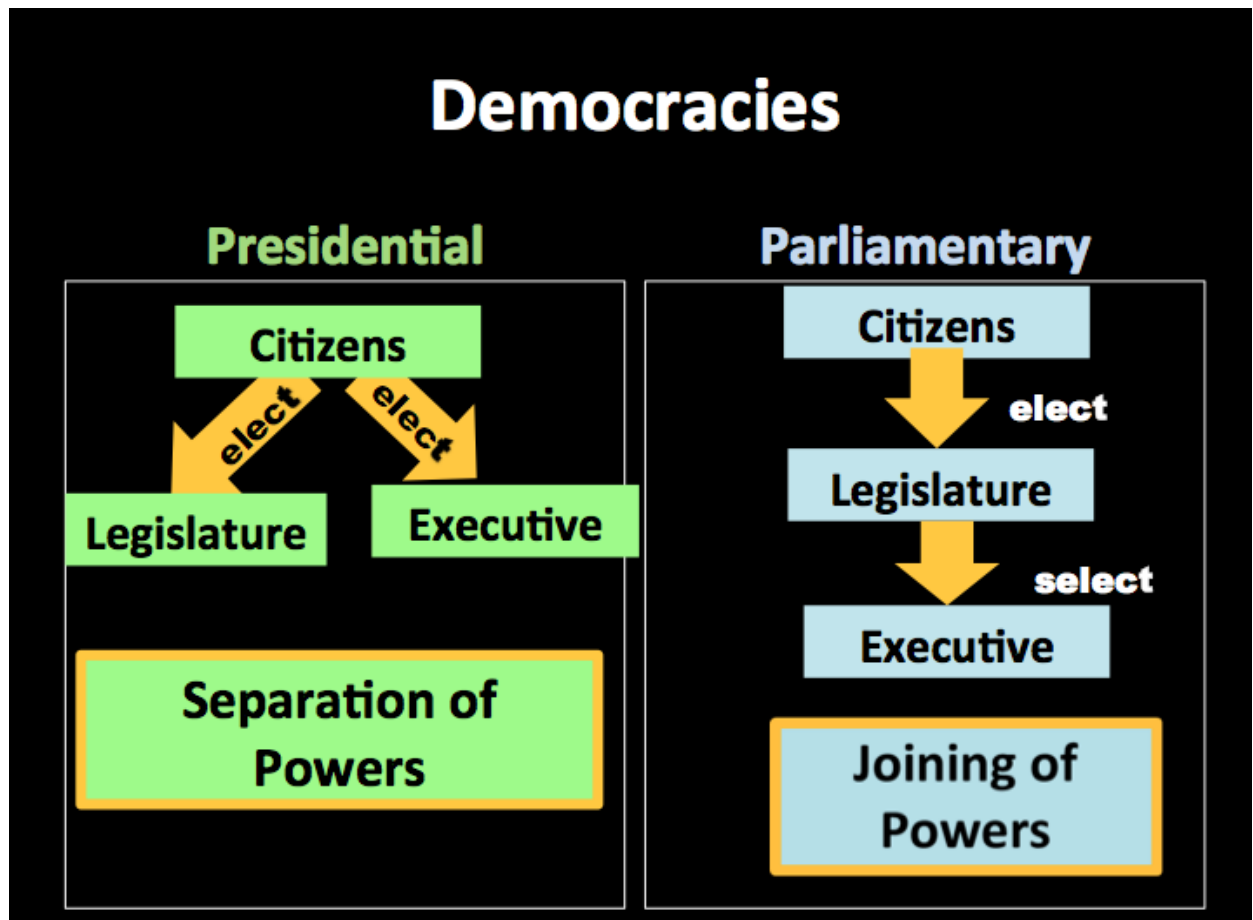 Democracies
Presidential
Citizens
elect
elect
Legislature
Executive
Separation of
Powers
Parliamentary
Citizens
elect
Legislature
select
Executive
Joining of
Powers